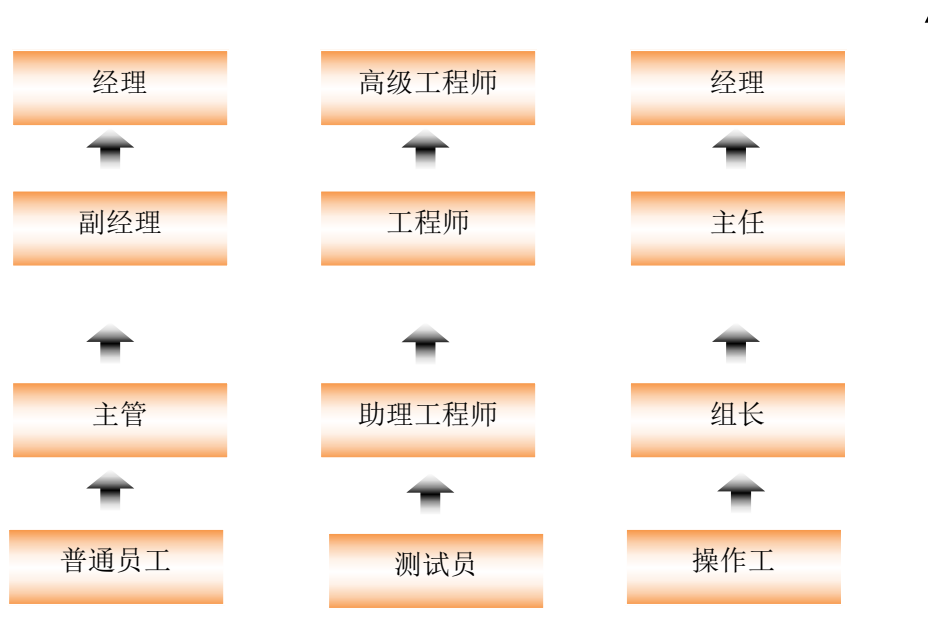 经理
高级工程师
经理
副经理
工程师
主任
主管
助理工程师
组长
普通员工
测试员
操作工